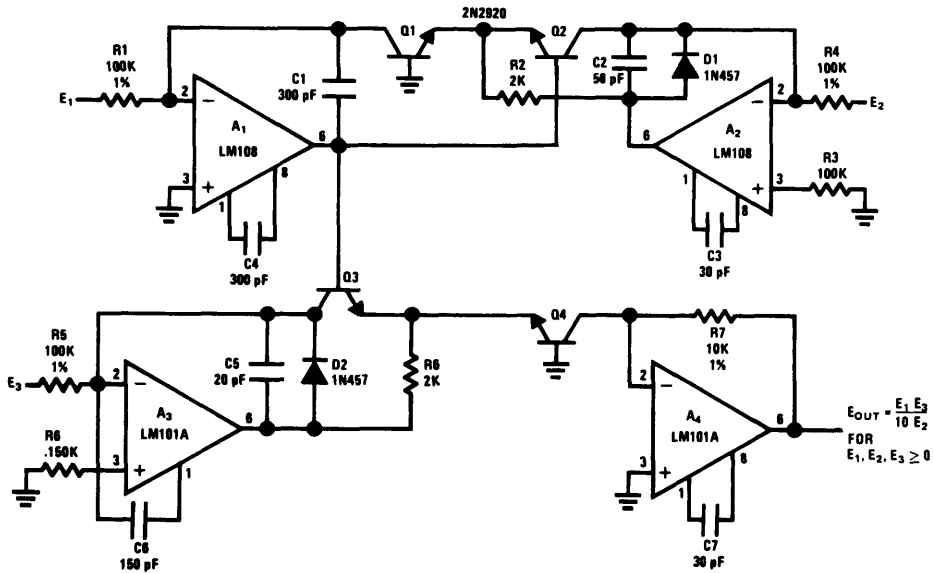 2N2920
Q1
Q2
R1
100K
1%
C1
300 pF
R2
2K
C2
50 pF
D1
1N457
R4
100K
1%
E1
2
−
A1
LM108
6
3
+
1
8
C4
300 pF
E2
2
−
A2
LM108
6
3
+
1
8
R3
100K
C3
30 pF
Q3
Q4
R5
100K
1%
C5
20 pF
D2
1N457
R6
2K
R7
10K
1%
E3
2
−
A3
LM101A
6
R6
.150K
3
+
1
C6
150 pF
2
−
A4
LM101A
6
3
+
1
8
C7
30 pF
EOUT = E1 E3
10 E2
FOR
E1, E2, E3 ≥ 0